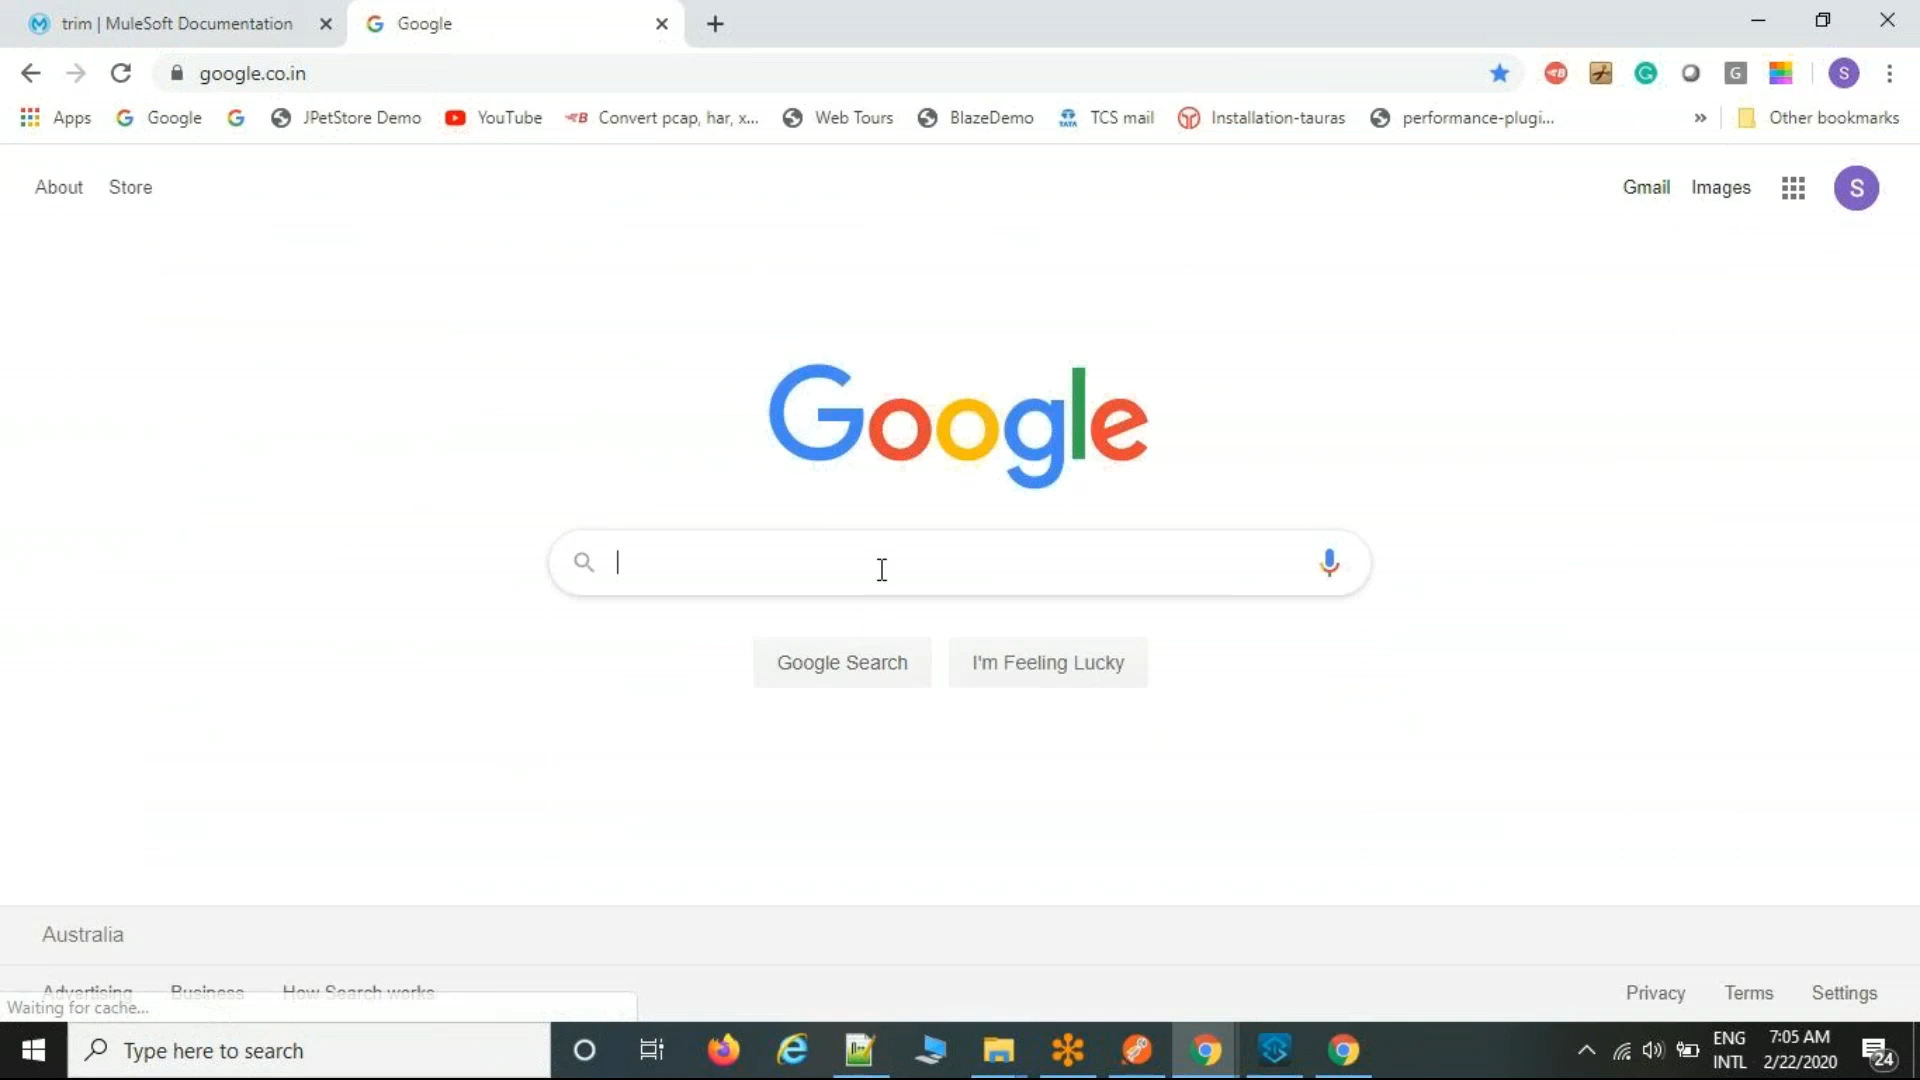 trim | MuleSoft Documentation
Google
google.co.in
S
Apps
Google
JPetStore Demo
YouTube
Convert pcap, har, x...
Web Tours
BlazeDemo
TCS mail
Installation-tauras
performance-plugi...
»
Other bookmarks
About
Store
Gmail
Images
S
Google
Google Search
I'm Feeling Lucky
Australia
Advertising
Business
How Search works
Privacy
Terms
Settings
Waiting for cache...
Type here to search
ENG
INTL
7:05 AM
2/22/2020
24